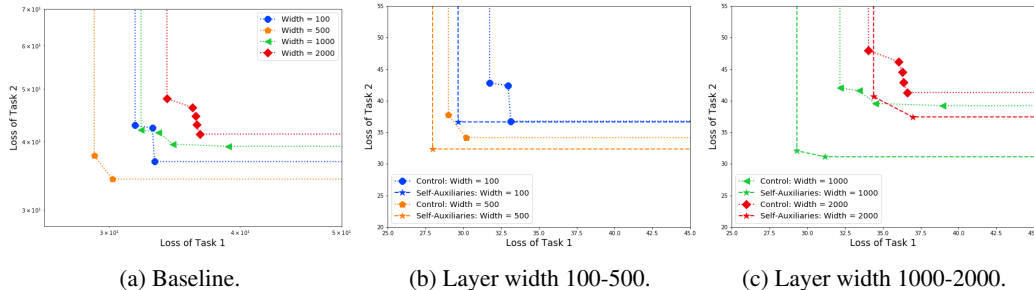 7 × 10¹
6 × 10¹
5 × 10¹
4 × 10¹
3 × 10¹
Loss of Task 2
3 × 10¹ 4 × 10¹ 5 × 10¹
Loss of Task 1
Width = 100
Width = 500
Width = 1000
Width = 2000
(a) Baseline.
55
50
45
40
35
30
25
20
Loss of Task 2
25.0 27.5 30.0 32.5 35.0 37.5 40.0 42.5 45.0
Loss of Task 1
Control: Width = 100
Self-Auxiliaries: Width = 100
Control: Width = 500
Self-Auxiliaries: Width = 500
(b) Layer width 100-500.
55
50
45
40
35
30
25
20
Loss of Task 2
25.0 27.5 30.0 32.5 35.0 37.5 40.0 42.5 45.0
Loss of Task 1
Control: Width = 1000
Self-Auxiliaries: Width = 1000
Control: Width = 2000
Self-Auxiliaries: Width = 2000
(c) Layer width 1000-2000.